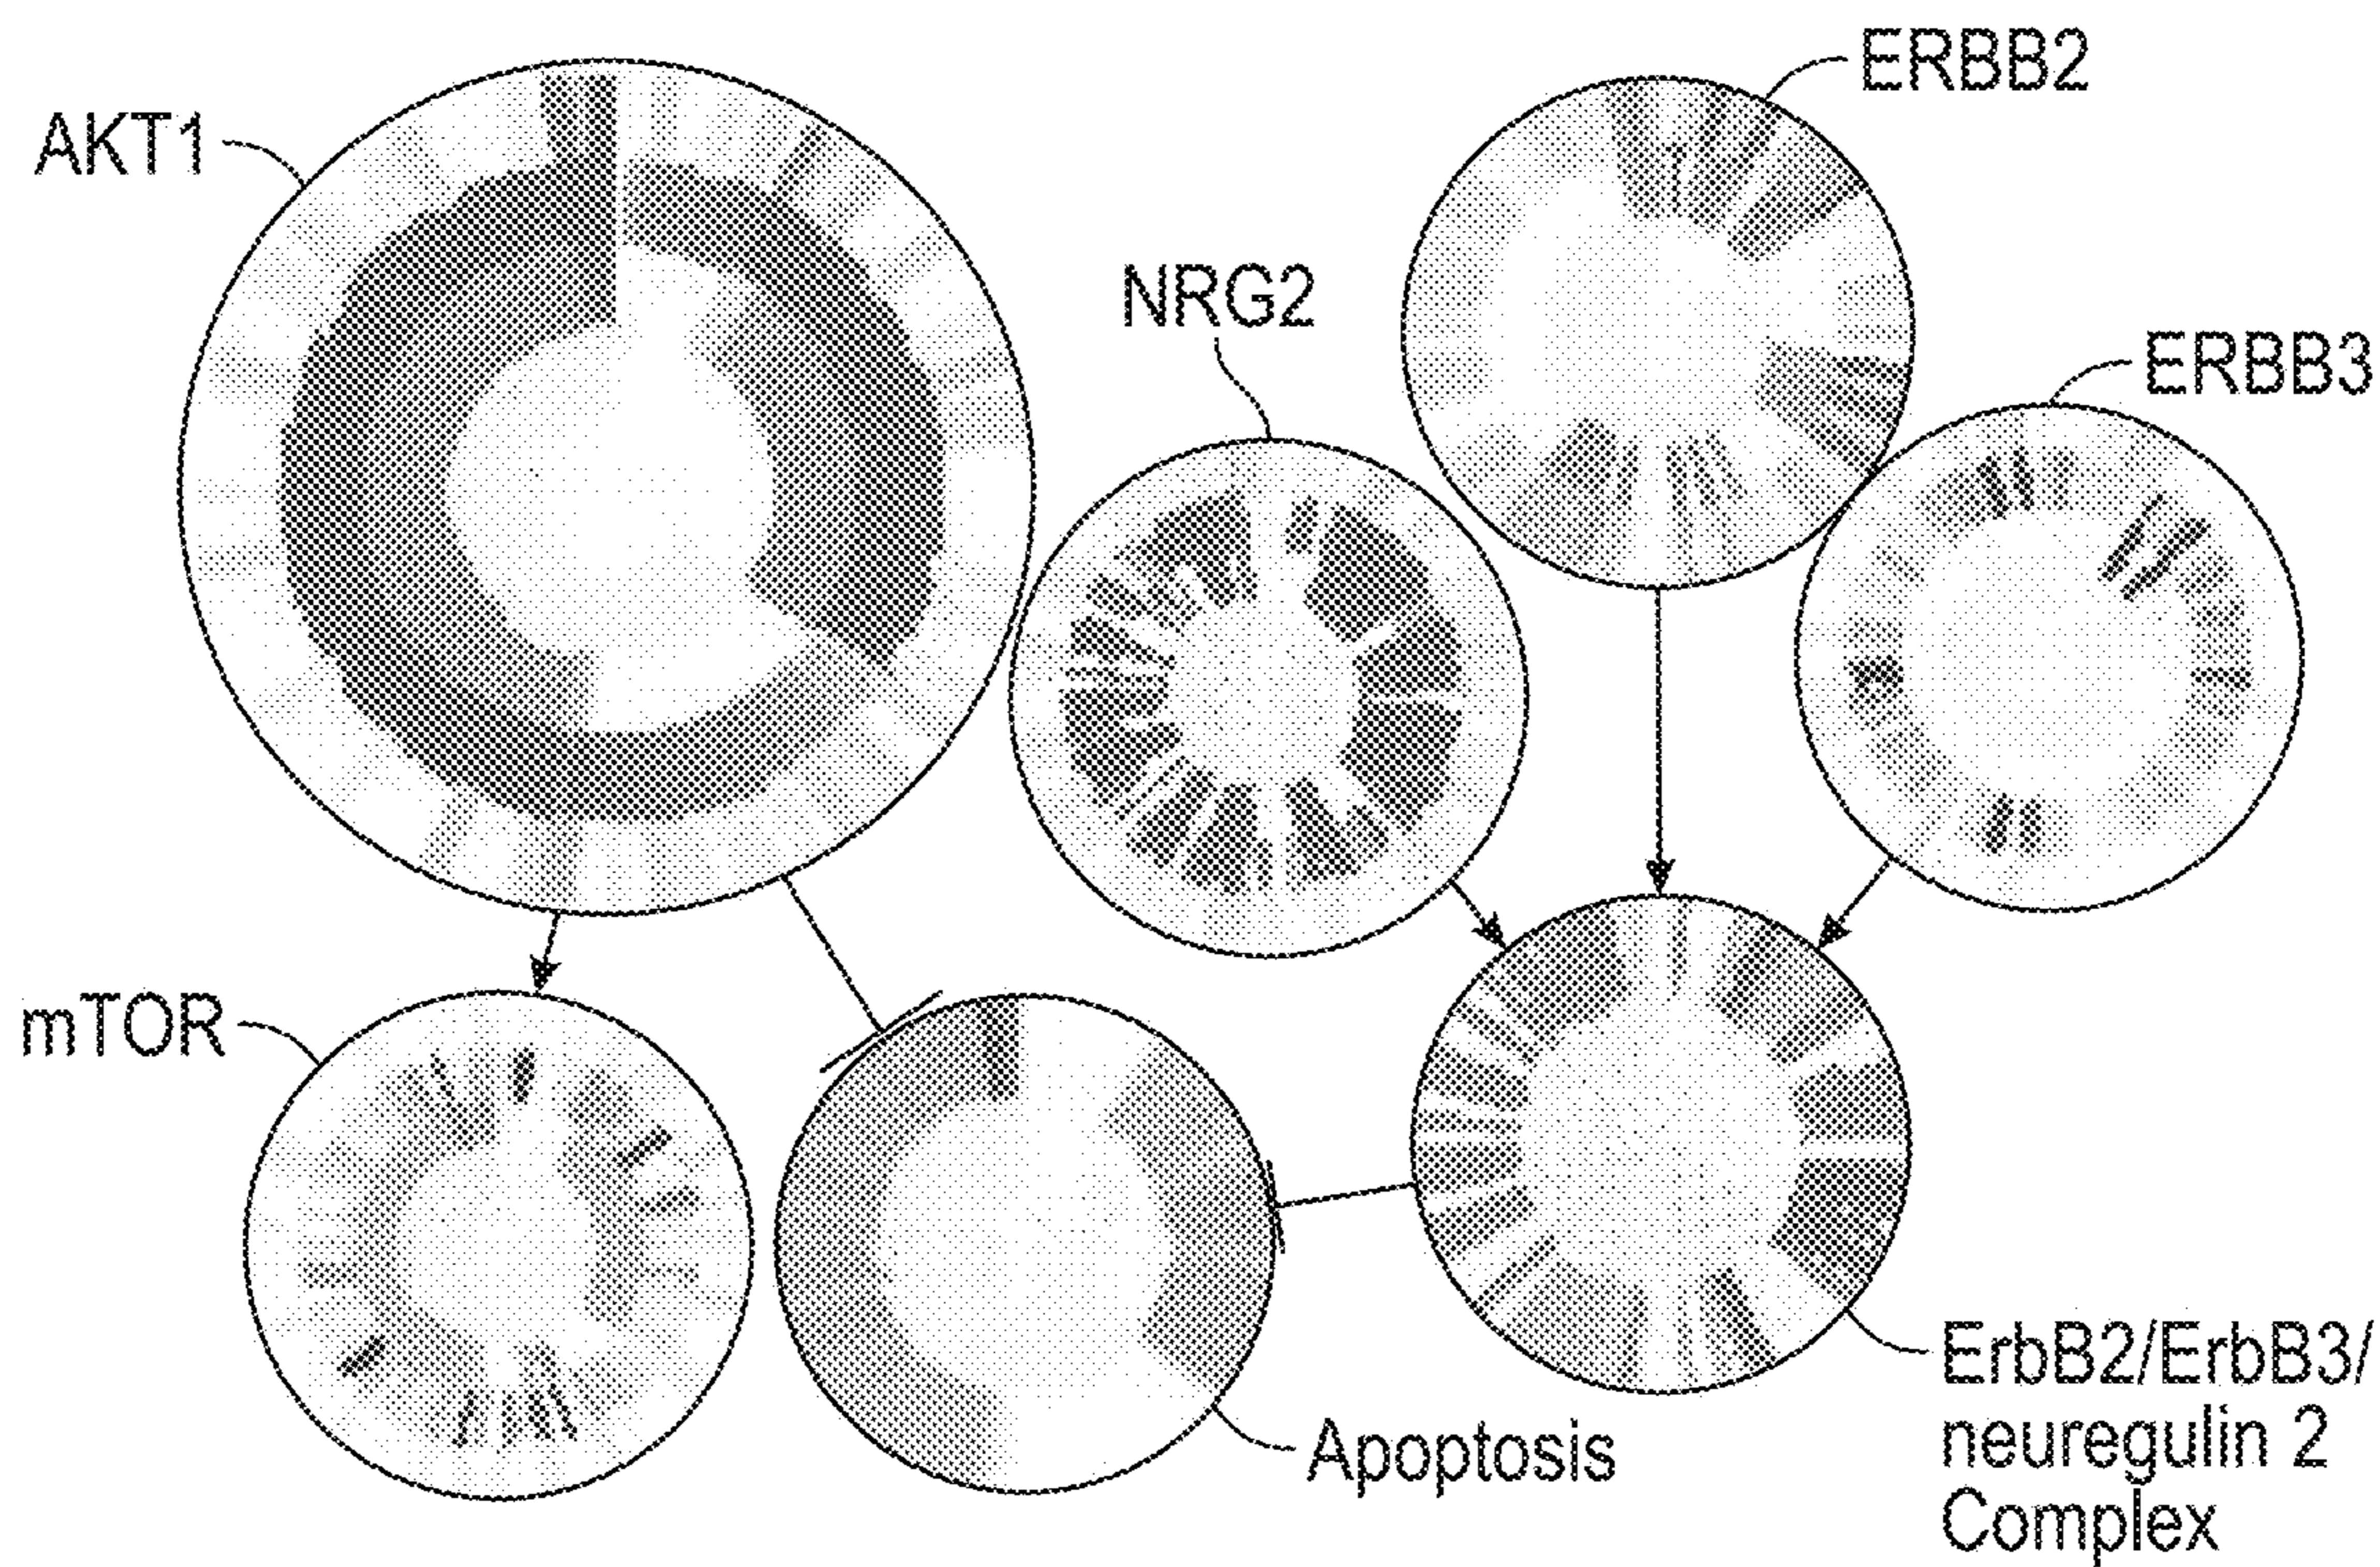 ERBB2
AKT1
NRG2
ERBB3
mTOR
Apoptosis
ErbB2/ErbB3/
neuregulin 2
Complex